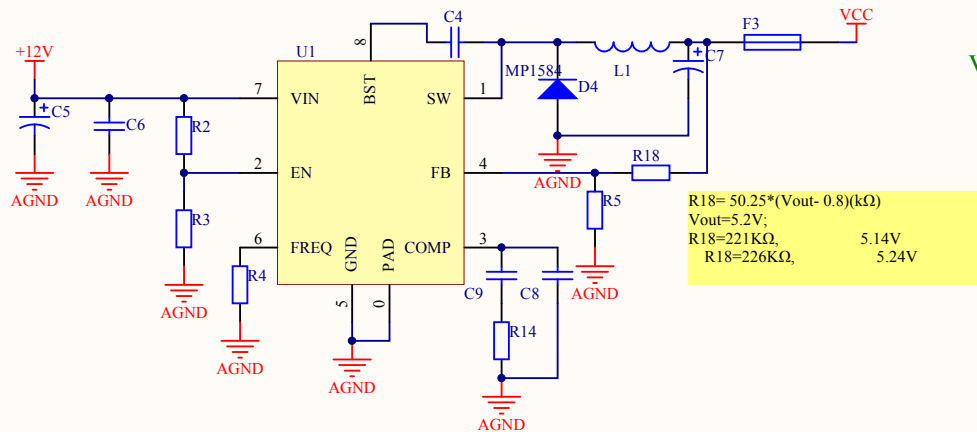 C4
F3
VCC
U1
8
+12V
BST
MP1584
L1
C7
V
D4
7
VIN
SW
1
C5
C6
R2
2
EN
FB
4
R18
AGND
AGND
AGND
R5
R18= 50.25*(Vout- 0.8)(kΩ)
Vout=5.2V;
R18=221KΩ, 5.14V
R18=226KΩ, 5.24V
R3
6
FREQ
GND
PAD
COMP
3
R4
AGND
AGND
C9
C8
5
0
R14
AGND
AGND
AGND